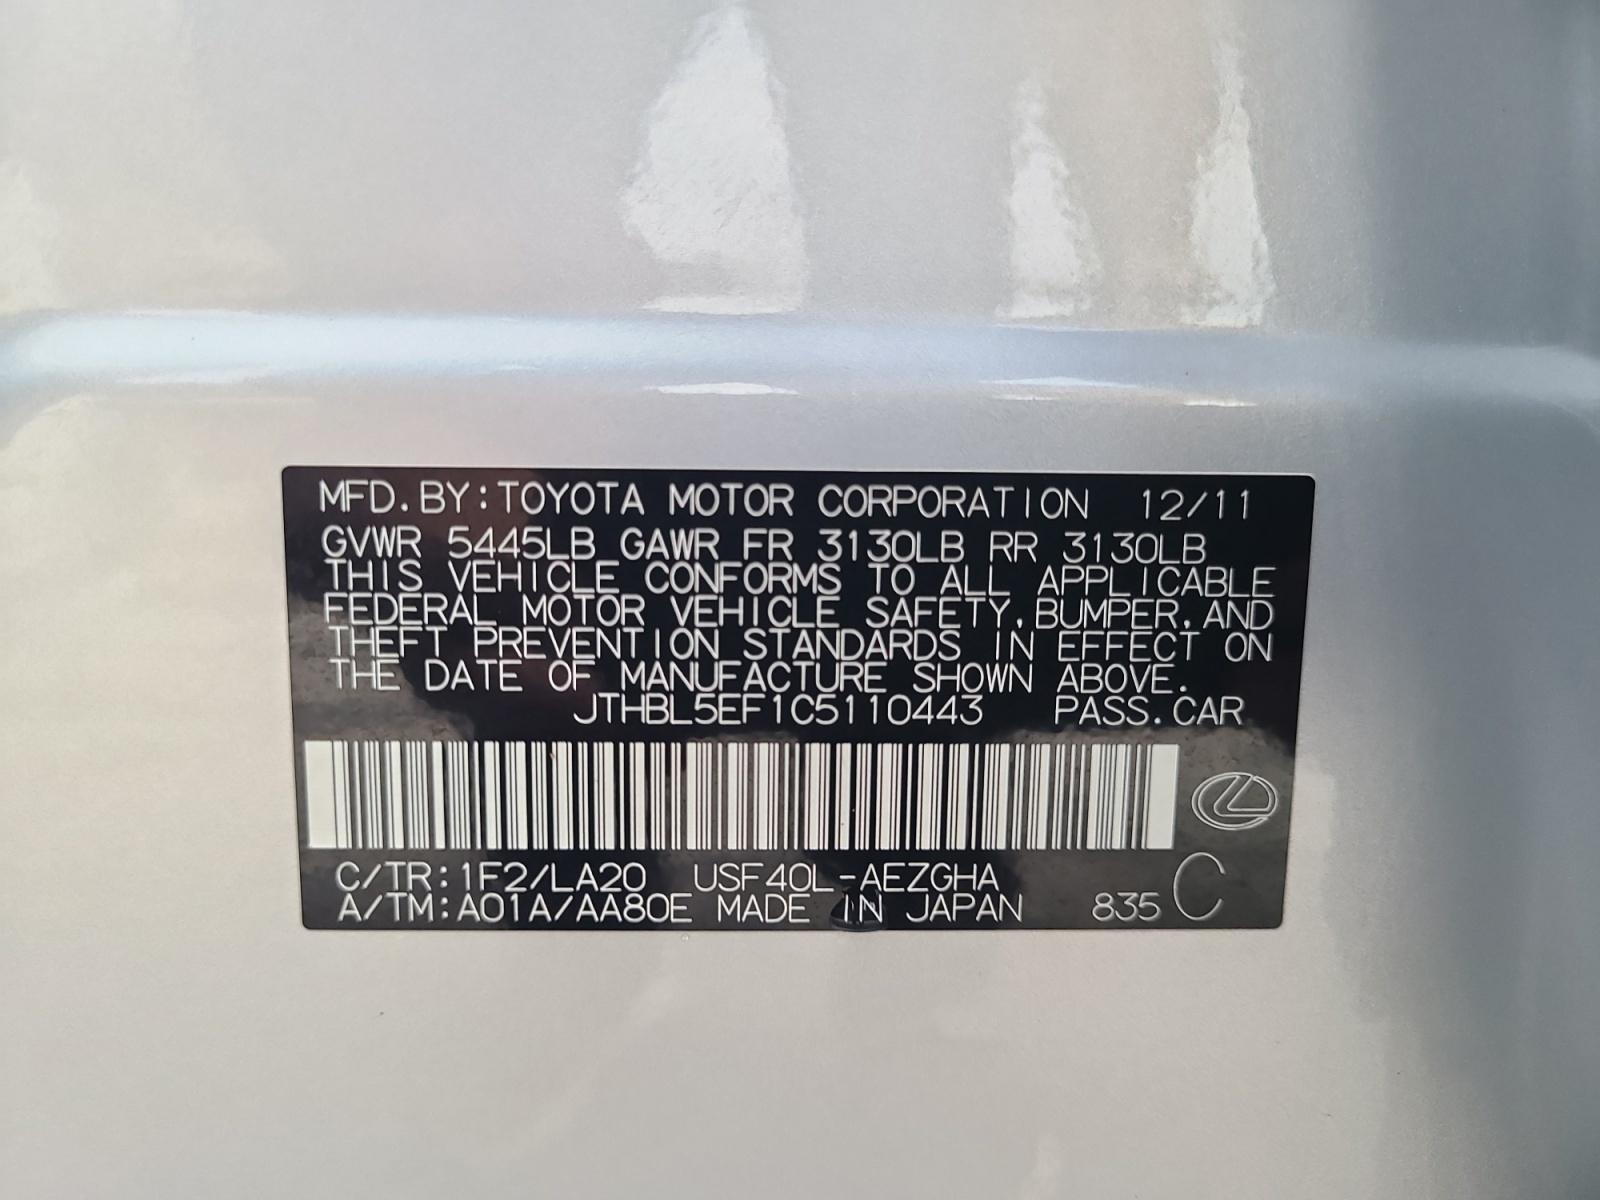 MFD. BY: TOYOTA MOTOR CORPORATION 12/11
GVWR 5445LB GAWR FR 3130LB RR 3130LB
THIS VEHICLE CONFORMS TO ALL APPLICABLE
FEDERAL MOTOR VEHICLE SAFETY, BUMPER, AND
THEFT PREVENTION STANDARDS IN EFFECT ON
THE DATE OF MANUFACTURE SHOWN ABOVE.
JTHBL5EF1C5110443 PASS. CAR
C/TR: 1F2/LA20 USF40L-AEZGHA
A/TM: A01A/AA80E MADE IN JAPAN 835 C